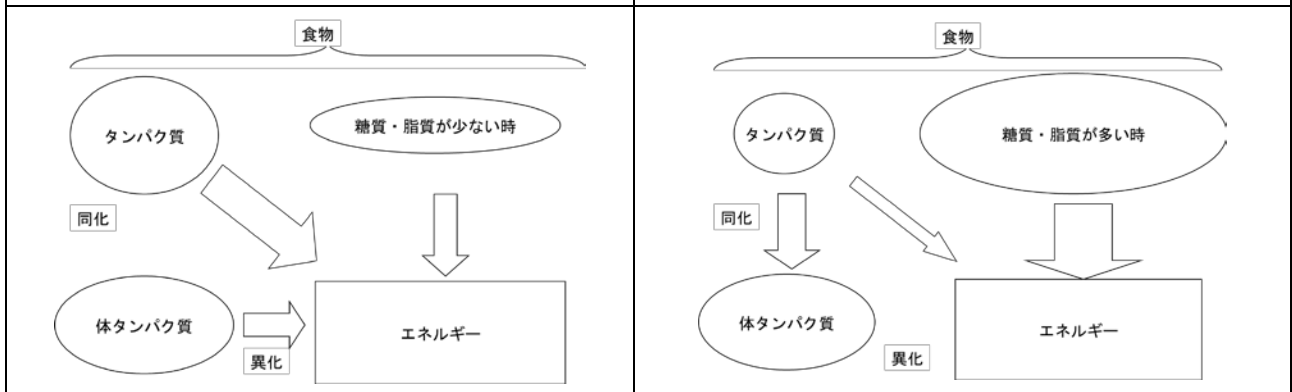 食物
タンパク質
糖質・脂質が少ない時
同化
体タンパク質
異化
エネルギー
食物
タンパク質
糖質・脂質が多い時
同化
体タンパク質
異化
エネルギー